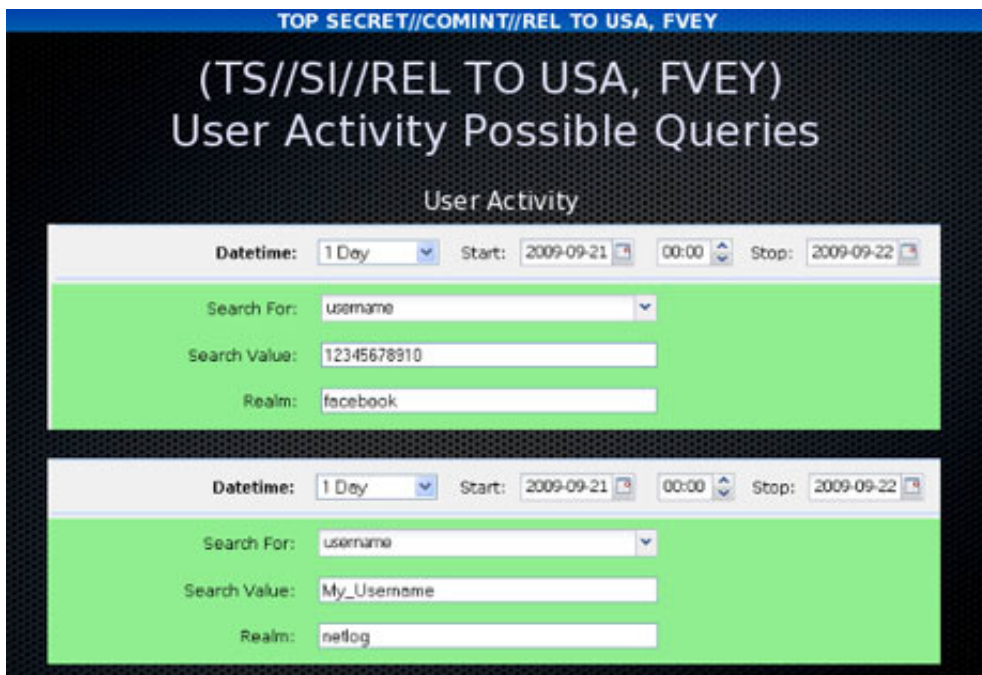 TOP SECRET//COMINT//REL TO USA, FVEY
(TS//SI//REL TO USA, FVEY)
User Activity Possible Queries
User Activity
Datetime: 1 Day Start: 2009-09-21 00:00 Stop: 2009-09-22
Search For: username
Search Value: 12345678910
Realm: facebook
Datetime: 1 Day Start: 2009-09-21 00:00 Stop: 2009-09-22
Search For: username
Search Value: My_Username
Realm: netlog